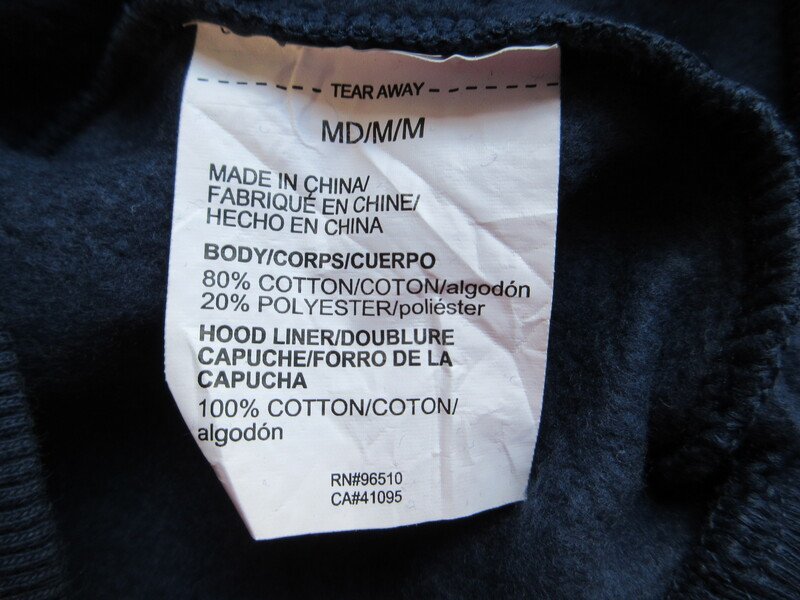 TEAR AWAY
MD/M/M
MADE IN CHINA/
FABRIQUÉ EN CHINE/
HECHO EN CHINA
BODY/CORPS/CUERPO
80% COTTON/COTON/algodón
20% POLYESTER/poliéster
HOOD LINER/DOUBLURE
CAPUCHE/FORRO DE LA
CAPUCHA
100% COTTON/COTON/
algodón
RN#96510
CA#41095